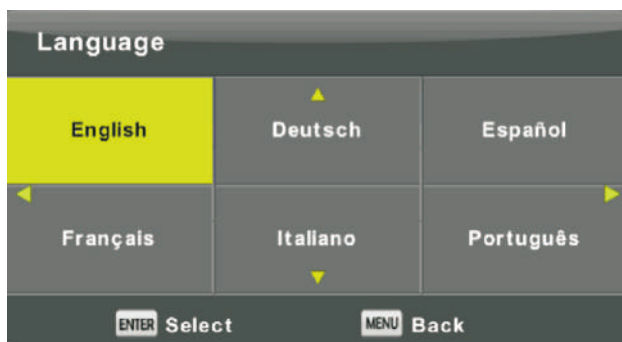 Language
English Deutsch Español
Français Italiano Português
ENTER Select MENU Back